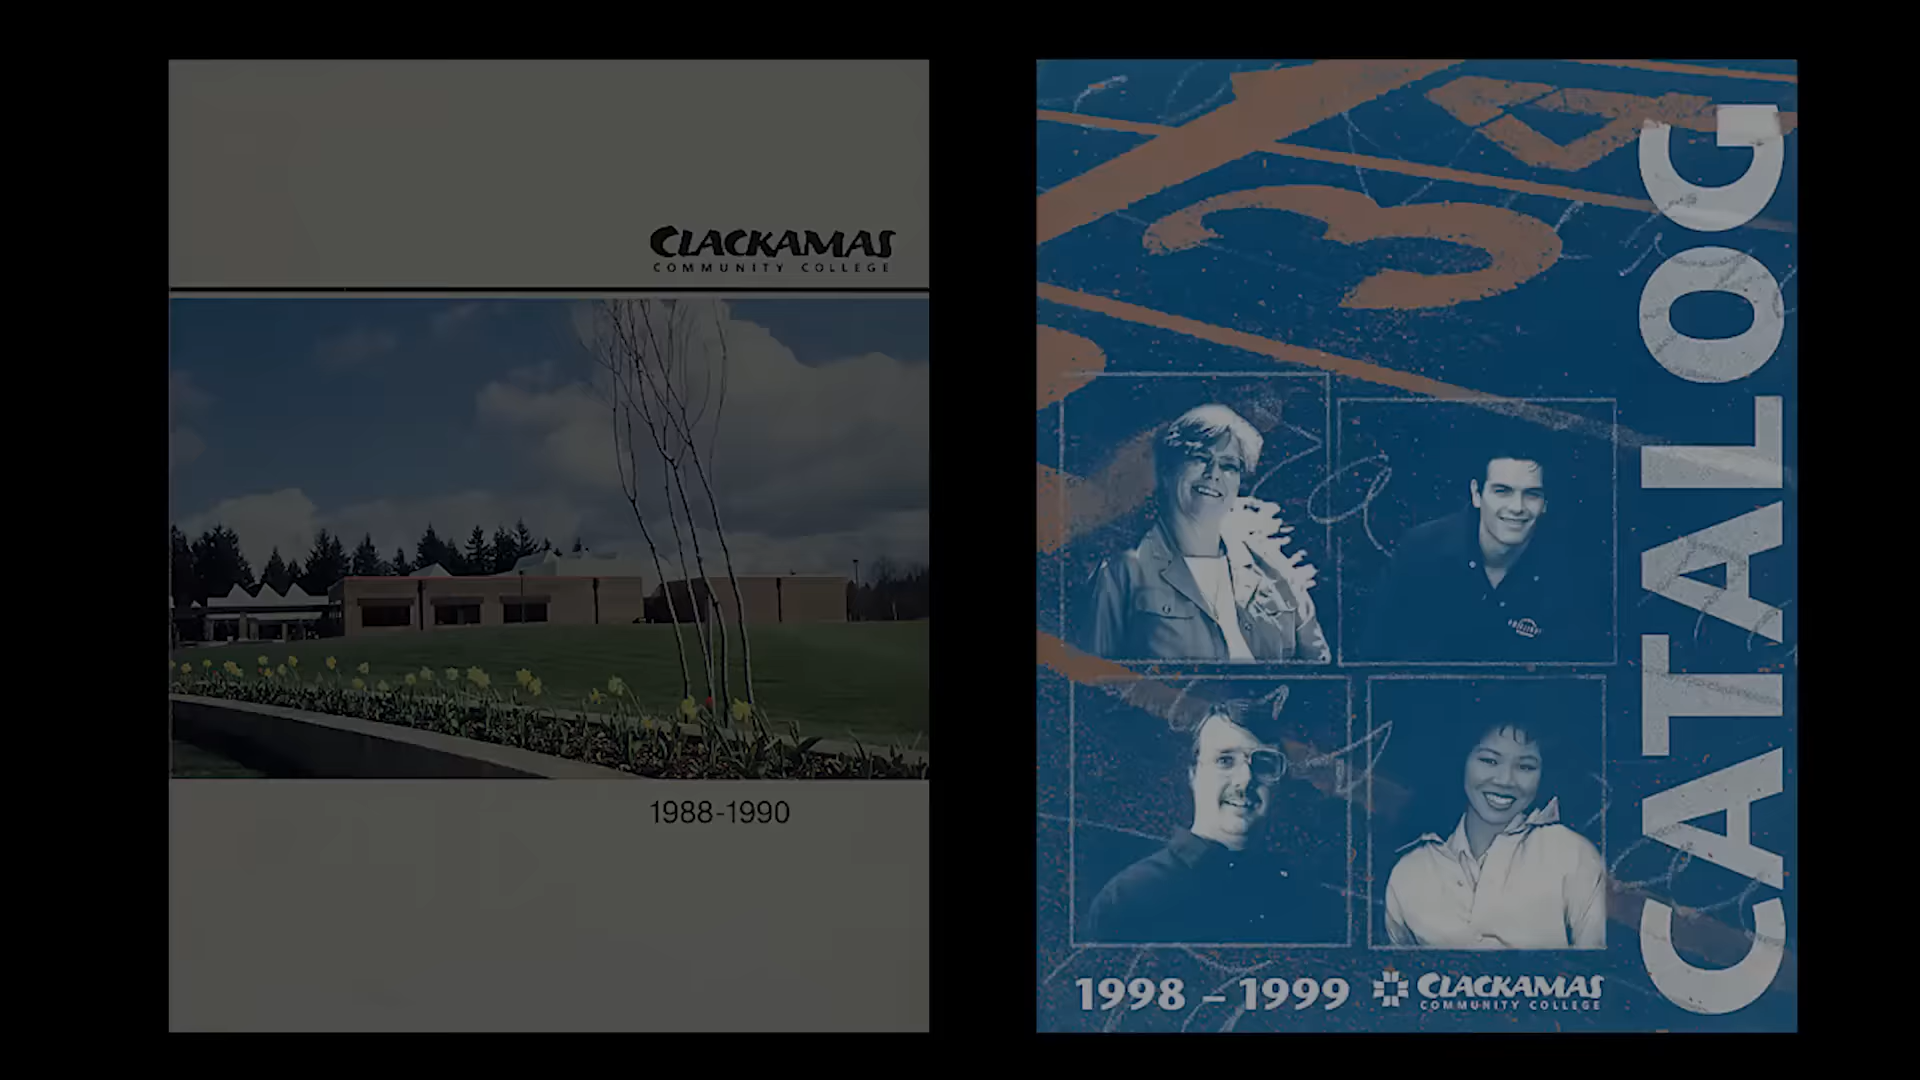 CLACKAMAS
COMMUNITY COLLEGE
1988-1990
CATALOG
1998 – 1999
CLACKAMAS
COMMUNITY COLLEGE